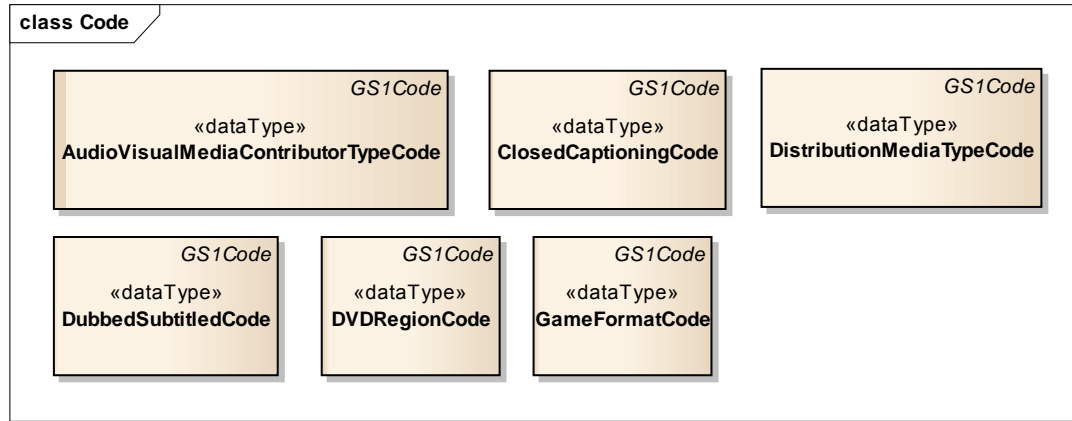 class Code
GS1Code
«dataType»
AudioVisualMediaContributorTypeCode
GS1Code
«dataType»
ClosedCaptioningCode
GS1Code
«dataType»
DistributionMediaTypeCode
GS1Code
«dataType»
DubbedSubtitledCode
GS1Code
«dataType»
DVDRegionCode
GS1Code
«dataType»
GameFormatCode